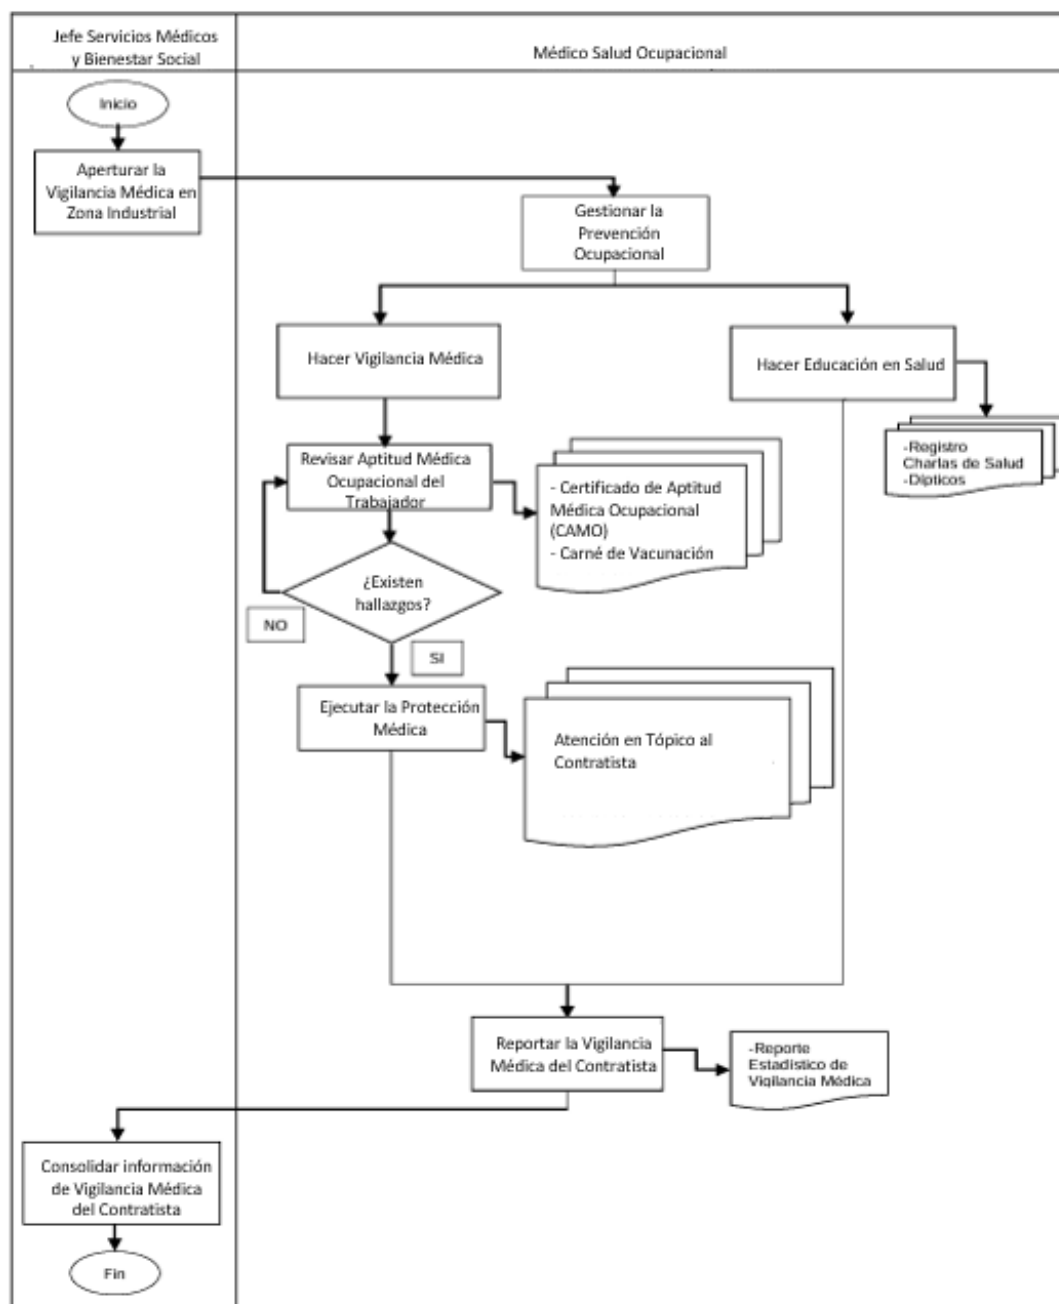 Jefe Servicios Médicos
y Bienestar Social
Médico Salud Ocupacional
Inicio
Aperturar la
Vigilancia Médica en
Zona Industrial
Gestionar la
Prevención
Ocupacional
Hacer Vigilancia Médica
Hacer Educación en Salud
-Registro
Charlas de Salud
-Dípticos
Revisar Aptitud Médica
Ocupacional del
Trabajador
- Certificado de Aptitud
Médica Ocupacional
(CAMO)
- Carné de Vacunación
¿Existen
hallazgos?
NO
SI
Ejecutar la Protección
Médica
Atención en Tópico al
Contratista
Reportar la Vigilancia
Médica del Contratista
-Reporte
Estadístico de
Vigilancia Médica
Consolidar información
de Vigilancia Médica
del Contratista
Fin